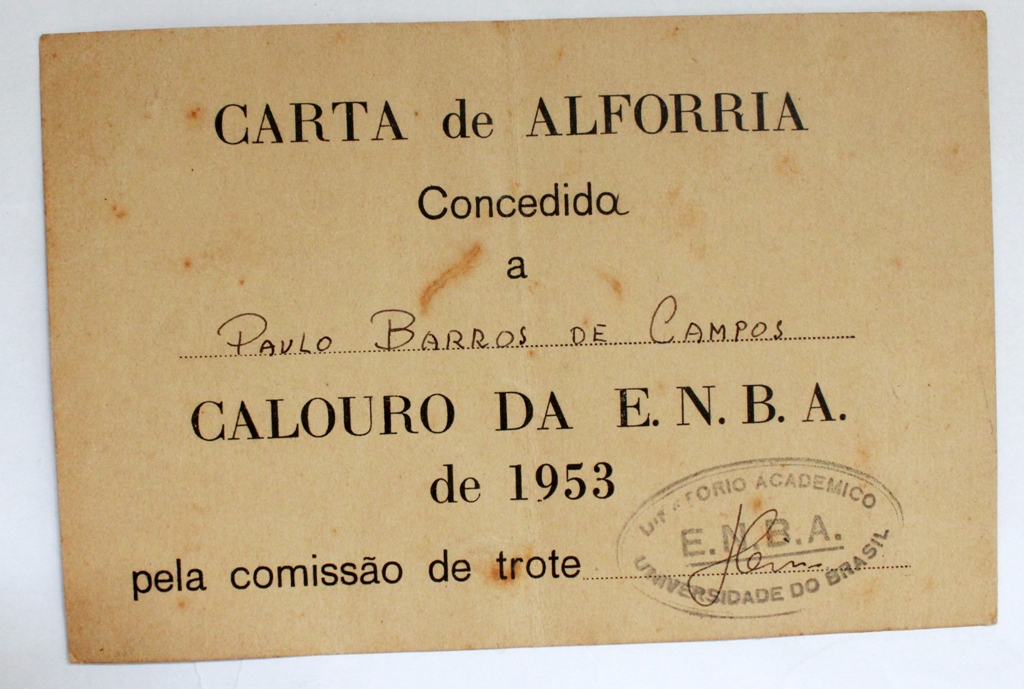 CARTA de ALFORRIA
Concedida
a
PAULO BARROS DE CAMPOS
CALOURO DA E. N. B. A.
de 1953
pela comissão de trote
ACADEMICO
E.N.B.A.
UNIVERSIDADE DO BRASIL